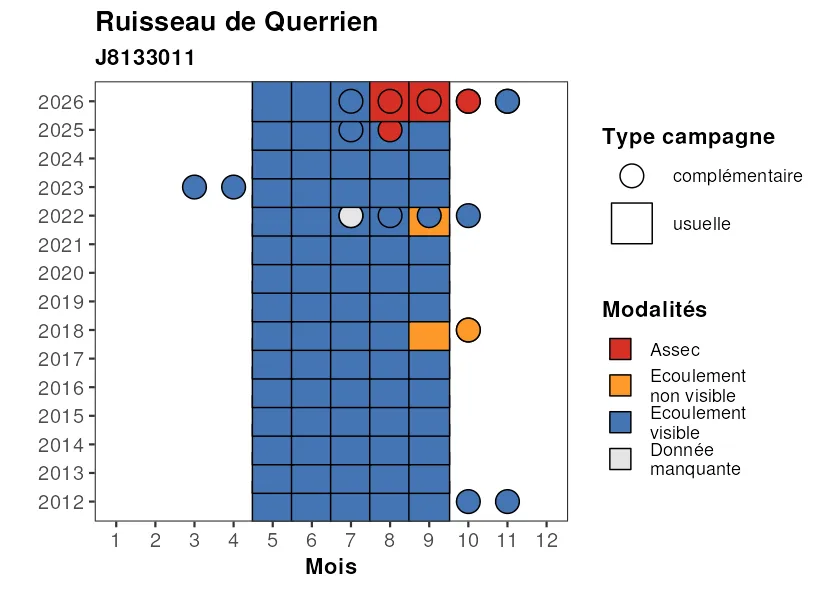 Ruisseau de Querrien
J8133011
2026
2025
2024
2023
2022
2021
2020
2019
2018
2017
2016
2015
2014
2013
2012
1 2 3 4 5 6 7 8 9 10 11 12
Mois
Type campagne
complémentaire
usuelle
Modalités
Assec
Ecoulement
non visible
Ecoulement
visible
Donnée
manquante